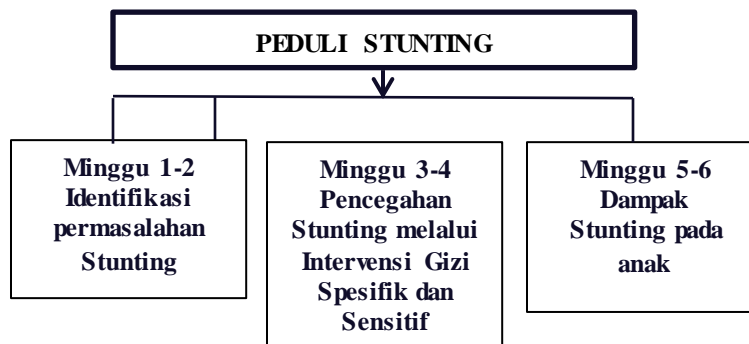 PEDULI STUNTING
Minggu 1-2
Identifikasi
permasalahan
Stunting
Minggu 3-4
Pencegahan
Stunting melalui
Intervensi Gizi
Spesifik dan
Sensitif
Minggu 5-6
Dampak
Stunting pada
anak